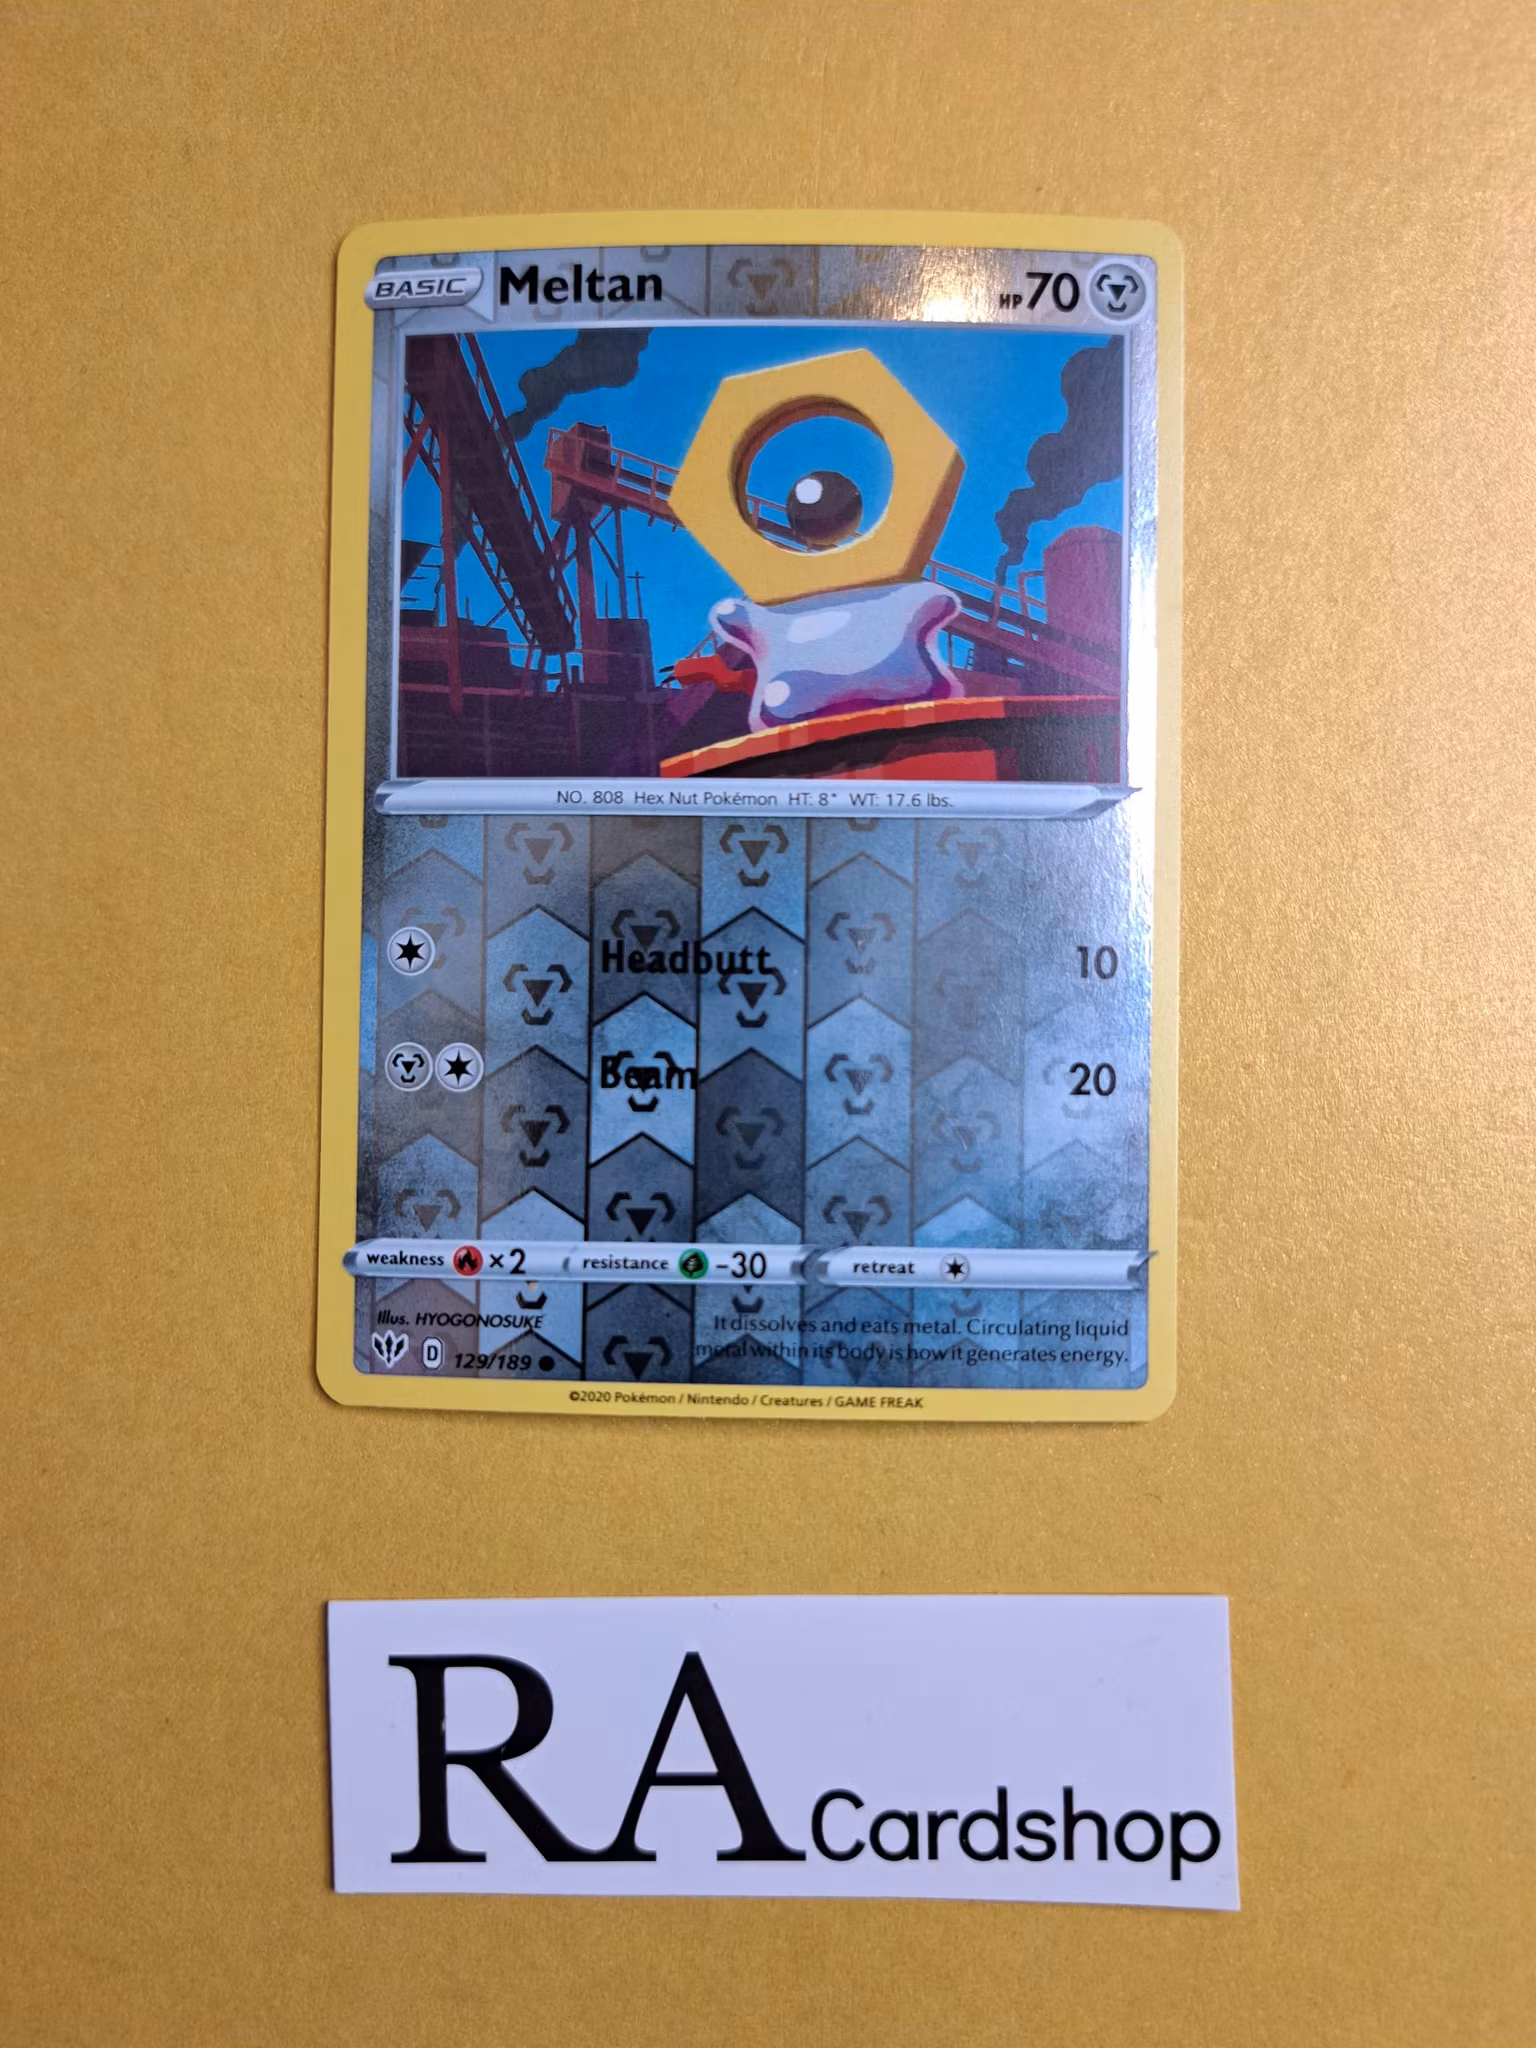 BASIC Meltan HP 70
NO. 808 Hex Nut Pokémon HT: 8" WT: 17.6 lbs.
Headbutt 10
Beam 20
weakness ×2 resistance -30 retreat
Illus. HYOGONOSUKE
D 129/189
It dissolves and eats metal. Circulating liquid
metal within its body is how it generates energy.
©2020 Pokémon / Nintendo / Creatures / GAME FREAK
RA Cardshop